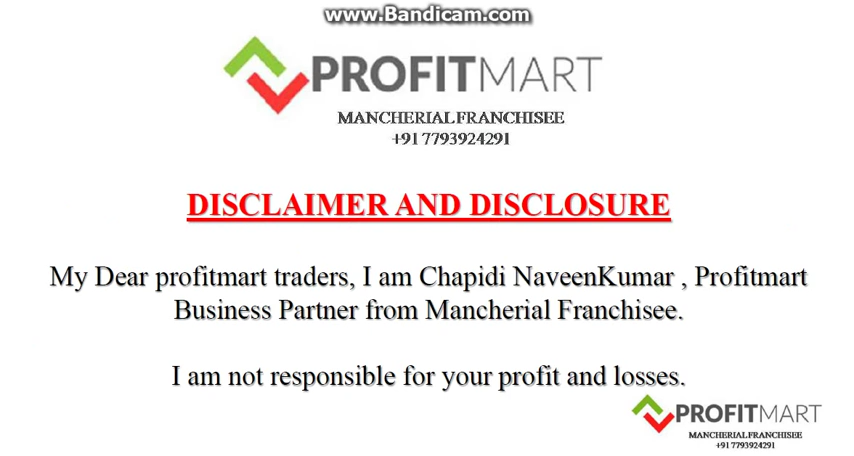 www.Bandicam.com
PROFITMART
MANCHERIAL FRANCHISEE
+91 7793924291
DISCLAIMER AND DISCLOSURE
My Dear profitmart traders, I am Chapidi NaveenKumar , Profitmart
Business Partner from Mancherial Franchisee.
I am not responsible for your profit and losses.
PROFITMART
MANCHERIAL FRANCHISEE
+91 7793924291